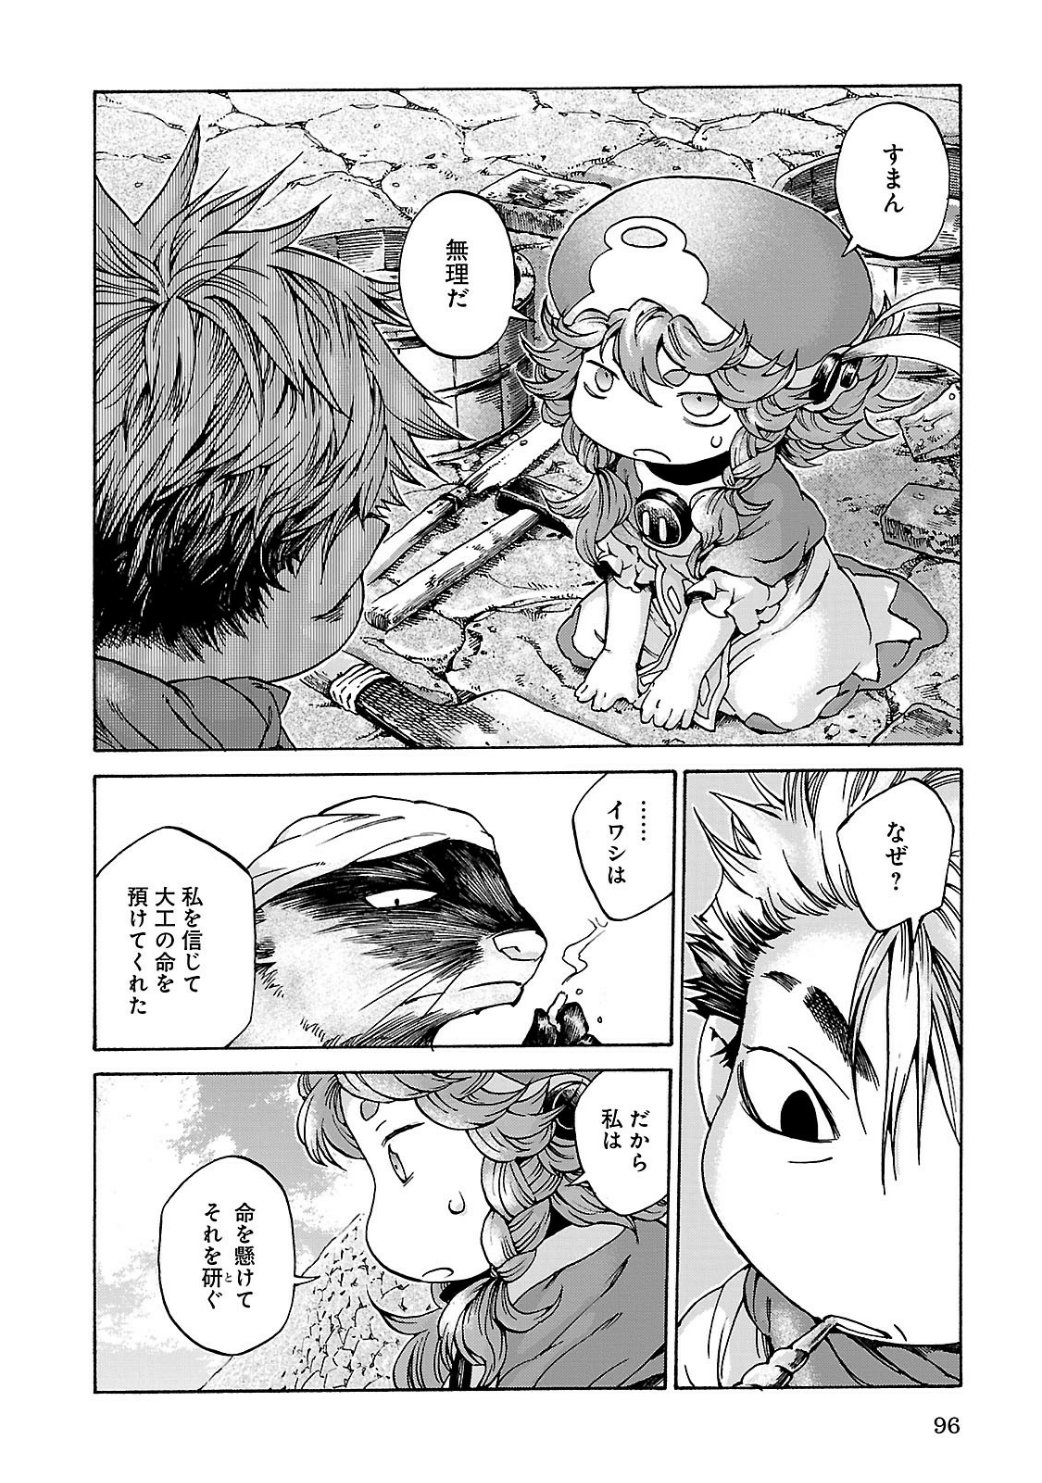 すまん
無理だ
なぜ？
……
イワシは
私を信じて
大工の命を
預けてくれた
だから
私は
命を懸けて
それを研ぐ
と
96